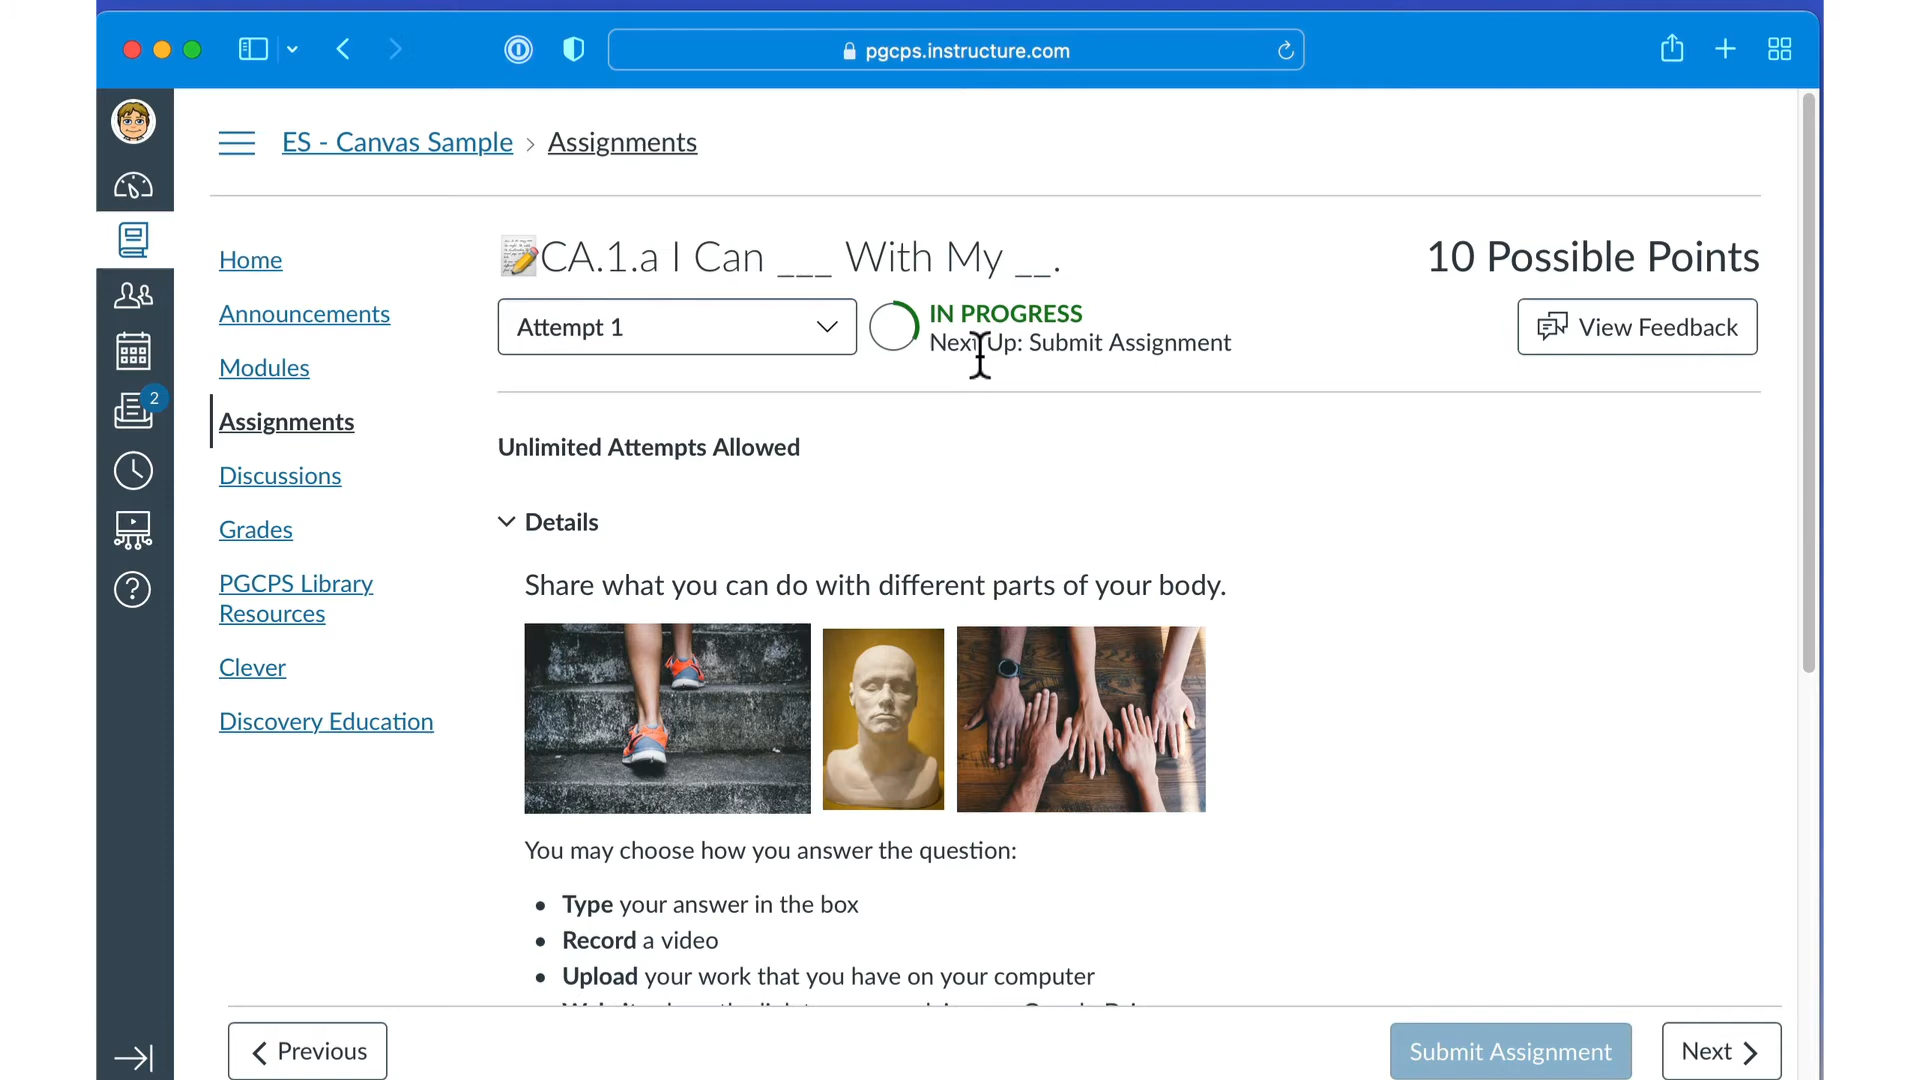 pgcps.instructure.com
ES - Canvas Sample > Assignments
CA.1.a I Can ___ With My __.
10 Possible Points
Attempt 1
IN PROGRESS
Next Up: Submit Assignment
View Feedback
Home
Announcements
Modules
2
Assignments
Discussions
Grades
PGCPS Library
Resources
Clever
Discovery Education
Unlimited Attempts Allowed
Details
Share what you can do with different parts of your body.
You may choose how you answer the question:
Type your answer in the box
Record a video
Upload your work that you have on your computer
Previous
Submit Assignment
Next